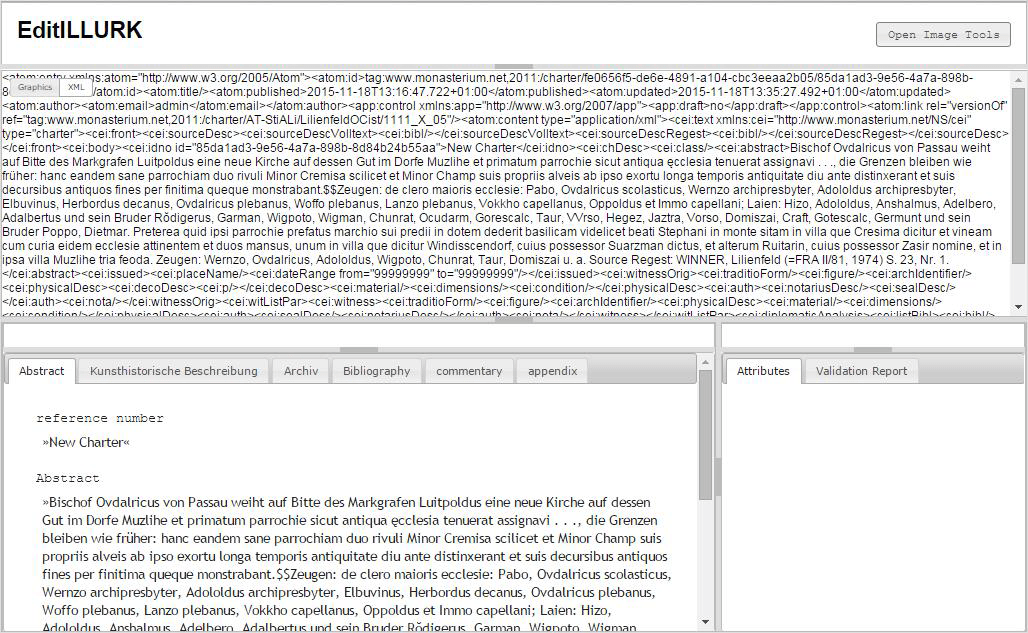 EditILLURK
Open Image Tools
<atom:entry xmlns:atom="http://www.w3.org/2005/Atom"><atom:id>tag:www.monasterium.net,2011:/charter/fe0656f5-de6e-4891-a104-cbc3eeaa2b05/85da1ad3-9e56-4a7a-898b-
Graphics XML
/atom:id><atom:title/><atom:published>2015-11-18T13:16:47.722+01:00</atom:published><atom:updated>2015-11-18T13:35:27.492+01:00</atom:updated>
<atom:author><atom:email>admin</atom:email></atom:author><app:control xmlns:app="http://www.w3.org/2007/app"><app:draft>no</app:draft></app:control><atom:link rel="versionOf"
ref="tag:www.monasterium.net,2011:/charter/AT-StiALi/LilienfeldOCist/1111_X_05"/><atom:content type="application/xml"><cei:text xmlns:cei="http://www.monasterium.net/NS/cei"
type="charter"><cei:front><cei:sourceDesc><cei:sourceDescVolltext><cei:bibl/></cei:sourceDescVolltext><cei:sourceDescRegest><cei:bibl/></cei:sourceDescRegest></cei:sourceDesc>
</cei:front><cei:body><cei:idno id="85da1ad3-9e56-4a7a-898b-8d84b24b55aa">New Charter</cei:idno><cei:chDesc><cei:class/><cei:abstract>Bischof Ovdalricus von Passau weiht
auf Bitte des Markgrafen Luitpoldus eine neue Kirche auf dessen Gut im Dorfe Muzlihe et primatum parrochie sicut antiqua ęcclesia tenuerat assignavi . . ., die Grenzen bleiben wie
früher: hanc eandem sane parrochiam duo rivuli Minor Cremisa scilicet et Minor Champ suis propriis alveis ab ipso exortu longa temporis antiquitate diu ante distinxerant et suis
decursibus antiquos fines per finitima queque monstrabant.$$Zeugen: de clero maioris ecclesie: Pabo, Ovdalricus scolasticus, Wernzo archipresbyter, Adololdus archipresbyter,
Elbuvinus, Herbordus decanus, Ovdalricus plebanus, Woffo plebanus, Lanzo plebanus, Vokkho capellanus, Oppoldus et Immo capellani; Laien: Hizo, Adololdus, Anshalmus, Adelbero,
Adalbertus und sein Bruder Rŏdigerus, Garman, Wigpoto, Wigman, Chunrat, Ocudarm, Gorescalc, Taur, VVrso, Hegez, Jaztra, Vorso, Domiszai, Craft, Gotescalc, Germunt und sein
Bruder Poppo, Dietmar. Preterea quid ipsi parrochie prefatus marchio sui predii in dotem dederit basilicam videlicet beati Stephani in monte sitam in villa que Cresima dicitur et vineam
cum curia eidem ecclesie attinentem et duos mansus, unum in villa que dicitur Windisscendorf, cuius possessor Suarzman dictus, et alterum Ruitarin, cuius possessor Zasir nomine, et in
ipsa villa Muzlihe tria feoda. Zeugen: Wernzo, Ovdalricus, Adololdus, Wigpoto, Chunrat, Taur, Domiszai u. a. Source Regest: WINNER, Lilienfeld (=FRA II/81, 1974) S. 23, Nr. 1.
</cei:abstract><cei:issued><cei:placeName/><cei:dateRange from="99999999" to="99999999"/></cei:issued><cei:witnessOrig><cei:traditioForm/><cei:figure/><cei:archIdentifier/>
<cei:physicalDesc><cei:decoDesc><cei:p/></cei:decoDesc><cei:material/><cei:dimensions/><cei:condition/></cei:physicalDesc><cei:auth><cei:notariusDesc/><cei:sealDesc/>
</cei:auth><cei:nota/></cei:witnessOrig><cei:witListPar><cei:witness><cei:traditioForm/><cei:figure/><cei:archIdentifier/><cei:physicalDesc><cei:material/><cei:dimensions/>
<cei:condition/></cei:physicalDesc><cei:auth><cei:sealDesc/><cei:notariusDesc/></cei:auth><cei:nota/></cei:witness></cei:witListPar><cei:diplomaticAnalysis><cei:listBibl><cei:bibl/>
Abstract Kunsthistorische Beschreibung Archiv Bibliography commentary appendix
Attributes Validation Report
reference number
»New Charter«
Abstract
»Bischof Ovdalricus von Passau weiht auf Bitte des Markgrafen Luitpoldus eine neue Kirche auf dessen
Gut im Dorfe Muzlihe et primatum parrochie sicut antiqua ęcclesia tenuerat assignavi . . ., die Grenzen
bleiben wie früher: hanc eandem sane parrochiam duo rivuli Minor Cremisa scilicet et Minor Champ suis
propriis alveis ab ipso exortu longa temporis antiquitate diu ante distinxerant et suis decursibus antiquos
fines per finitima queque monstrabant.$$Zeugen: de clero maioris ecclesie: Pabo, Ovdalricus scolasticus,
Wernzo archipresbyter, Adololdus archipresbyter, Elbuvinus, Herbordus decanus, Ovdalricus plebanus,
Woffo plebanus, Lanzo plebanus, Vokkho capellanus, Oppoldus et Immo capellani; Laien: Hizo,
Adololdus, Anshalmus, Adelbero, Adalbertus und sein Bruder Rŏdigerus, Garman, Wigpoto, Wigman,